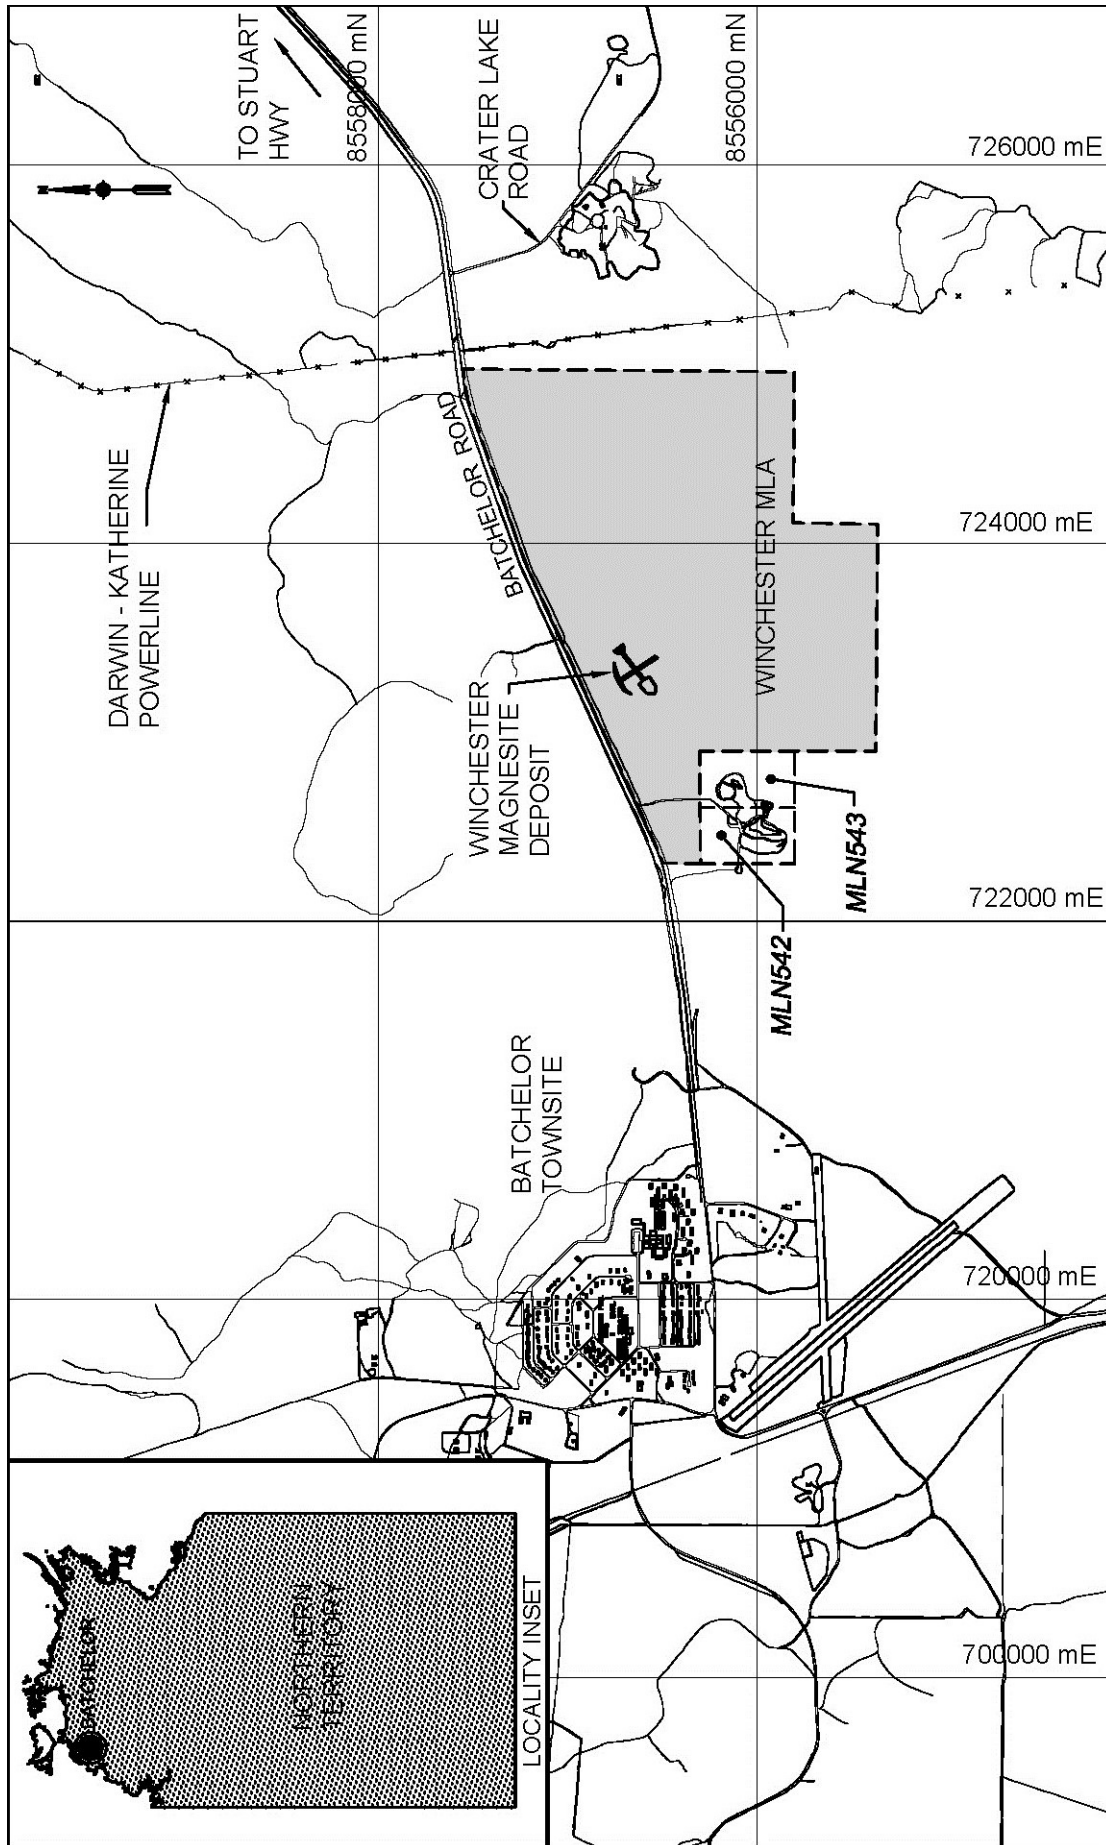 NORTHERN
TERRITORY
BATCHELOR
LOCALITY INSET
DARWIN - KATHERINE
POWERLINE
N
TO STUART
HWY
8558000 mN
BATCHELOR ROAD
CRATER LAKE
ROAD
WINCHESTER
MAGNESITE
DEPOSIT
BATCHELOR
TOWNSITE
8556000 mN
WINCHESTER MLA
MLN542
MLN543
700000 mE
720000 mE
722000 mE
724000 mE
726000 mE